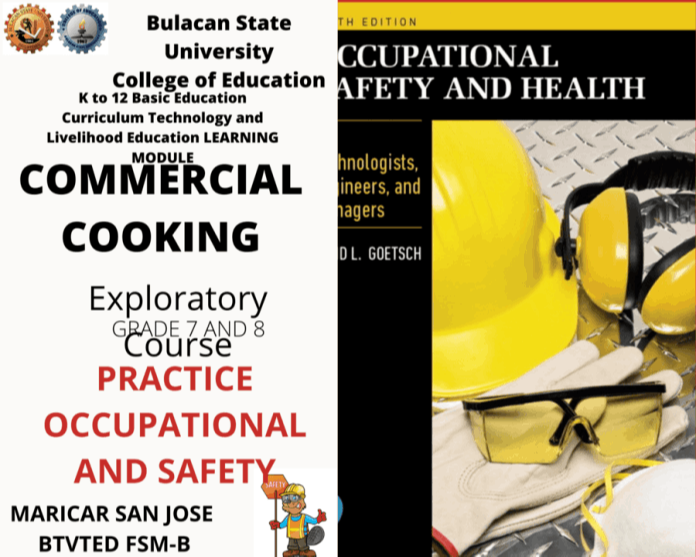 Bulacan State
University
College of Education
K to 12 Basic Education
Curriculum Technology and
Livelihood Education LEARNING
MODULE
COMMERCIAL
COOKING
Exploratory
GRADE 7 AND 8
Course
PRACTICE
OCCUPATIONAL
AND SAFETY
SAFETY
MARICAR SAN JOSE
BTVTED FSM-B
TH EDITION
CCUPATIONAL
AFETY AND HEALTH
hnologists,
ineers, and
nagers
D L. GOETSCH